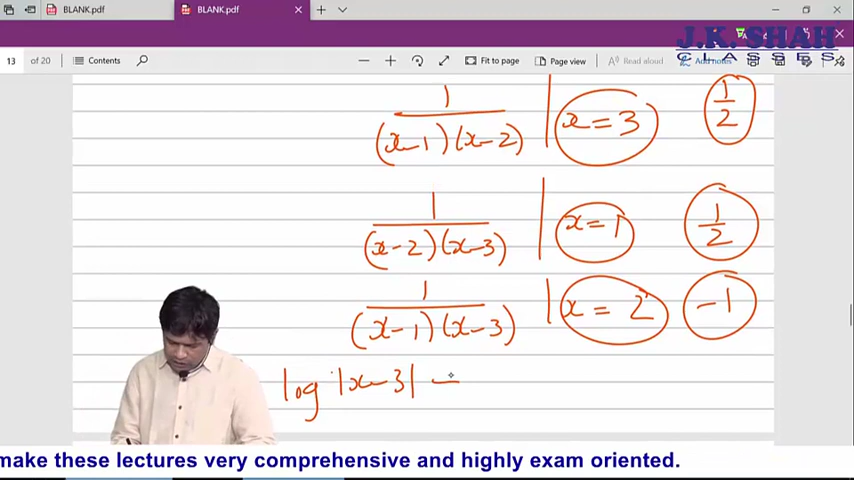 BLANK.pdf
BLANK.pdf
J.K. SHAH
CLASSES
13 of 20
Contents
Fit to page
Page view
Read aloud
Add notes
1
(x-1)(x-2) | x=3 1/2
1
(x-2)(x-3) | x=1 1/2
1
(x-1)(x-3) | x=2 -1
log |x-3| -
make these lectures very comprehensive and highly exam oriented.